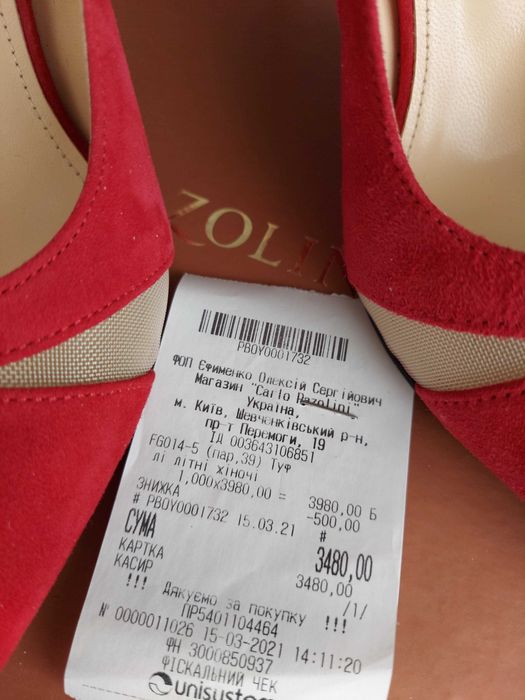 ZOLIN
PBOY0001732
ФОП Єфименко Олексій Сергійович
Магазин "Carlo Pazolini"
Україна,
м. Київ, Шевченківський р-н,
пр-т Перемоги, 19
ІД 003643106851
FG014-5 (пар,39) Туф
лі літні жіночі
1,000x3980,00 = 3980,00 Б
ЗНИЖКА -500,00
# PBOY0001732 15.03.21 #
СУМА 3480,00
КАРТКА 3480,00
КАСИР /1/
!!! Дякуємо за покупку !!!
ПР5401104464
№ 0000011026 15-03-2021 14:11:20
ФН 3000850937
ФІСКАЛЬНИЙ ЧЕК
unisystem